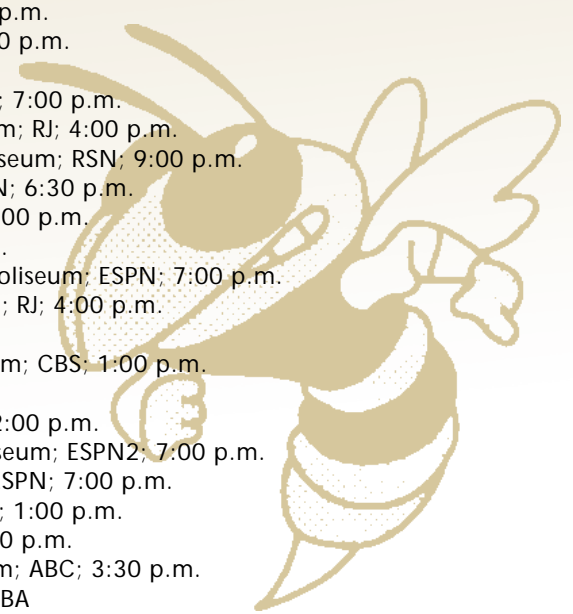 p.m.
0 p.m.
; 7:00 p.m.
m; RJ; 4:00 p.m.
seum; RSN; 9:00 p.m.
N; 6:30 p.m.
00 p.m.
.
oliseum; ESPN; 7:00 p.m.
; RJ; 4:00 p.m.
m; CBS; 1:00 p.m.
2:00 p.m.
seum; ESPN2; 7:00 p.m.
SPN; 7:00 p.m.
; 1:00 p.m.
0 p.m.
m; ABC; 3:30 p.m.
BA